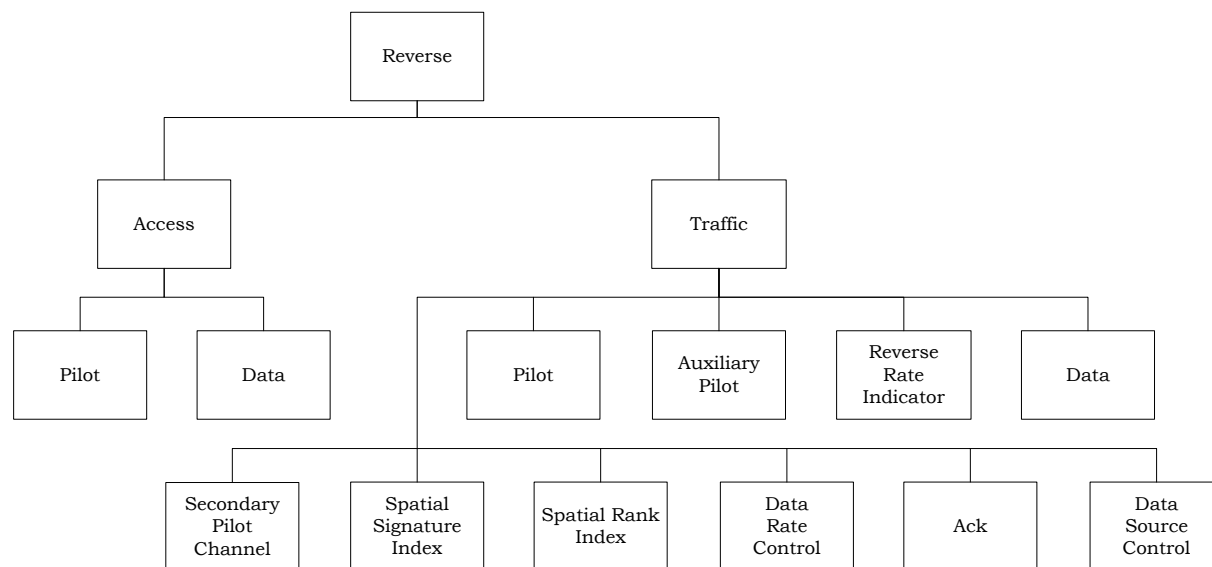 Reverse
Access
Traffic
Pilot
Data
Pilot
Auxiliary
Pilot
Reverse
Rate
Indicator
Data
Secondary
Pilot
Channel
Spatial
Signature
Index
Spatial Rank
Index
Data
Rate
Control
Ack
Data
Source
Control